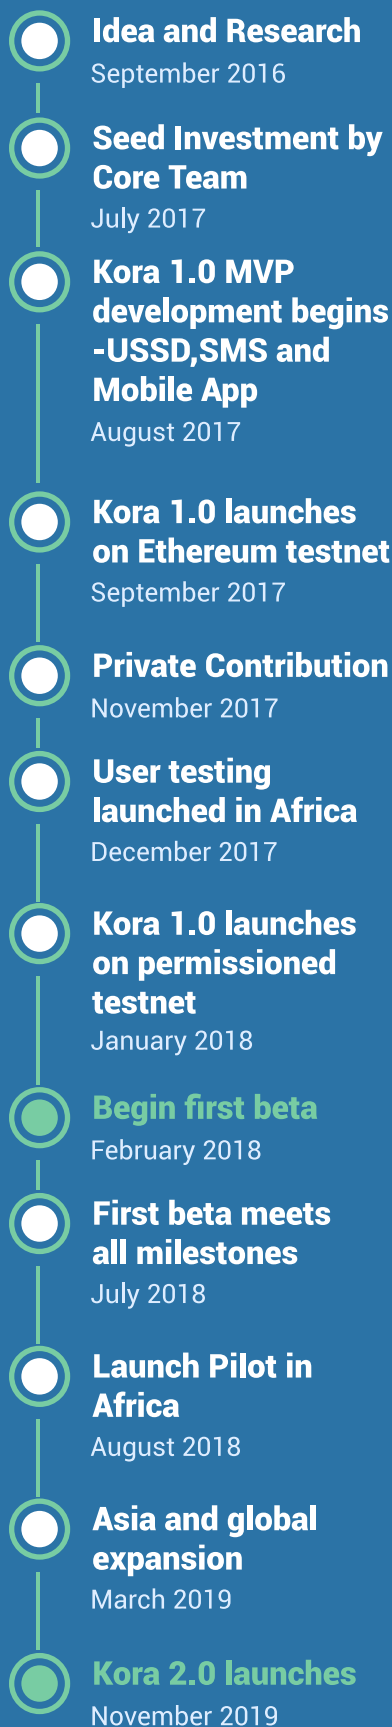 Idea and Research
September 2016
Seed Investment by
Core Team
July 2017
Kora 1.0 MVP
development begins
-USSD,SMS and
Mobile App
August 2017
Kora 1.0 launches
on Ethereum testnet
September 2017
Private Contribution
November 2017
User testing
launched in Africa
December 2017
Kora 1.0 launches
on permissioned
testnet
January 2018
Begin first beta
February 2018
First beta meets
all milestones
July 2018
Launch Pilot in
Africa
August 2018
Asia and global
expansion
March 2019
Kora 2.0 launches
November 2019